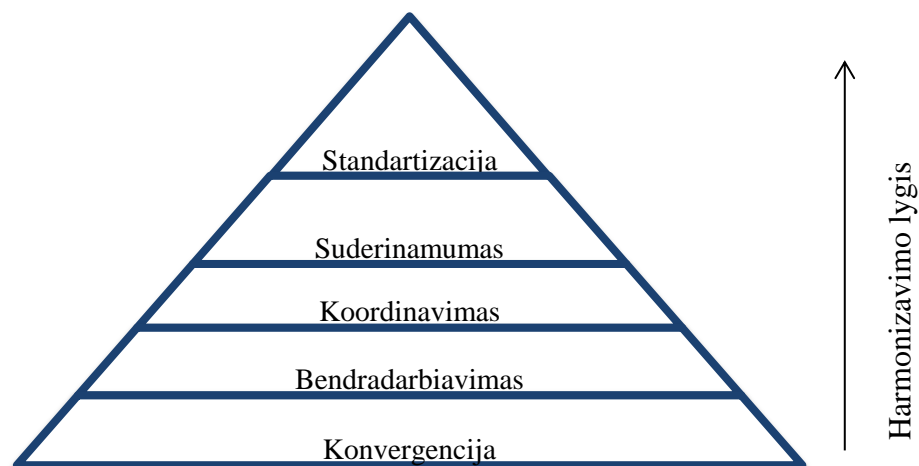 Standartizacija
Suderinamumas
Koordinavimas
Bendradarbiavimas
Konvergencija
Harmonizavimo lygis